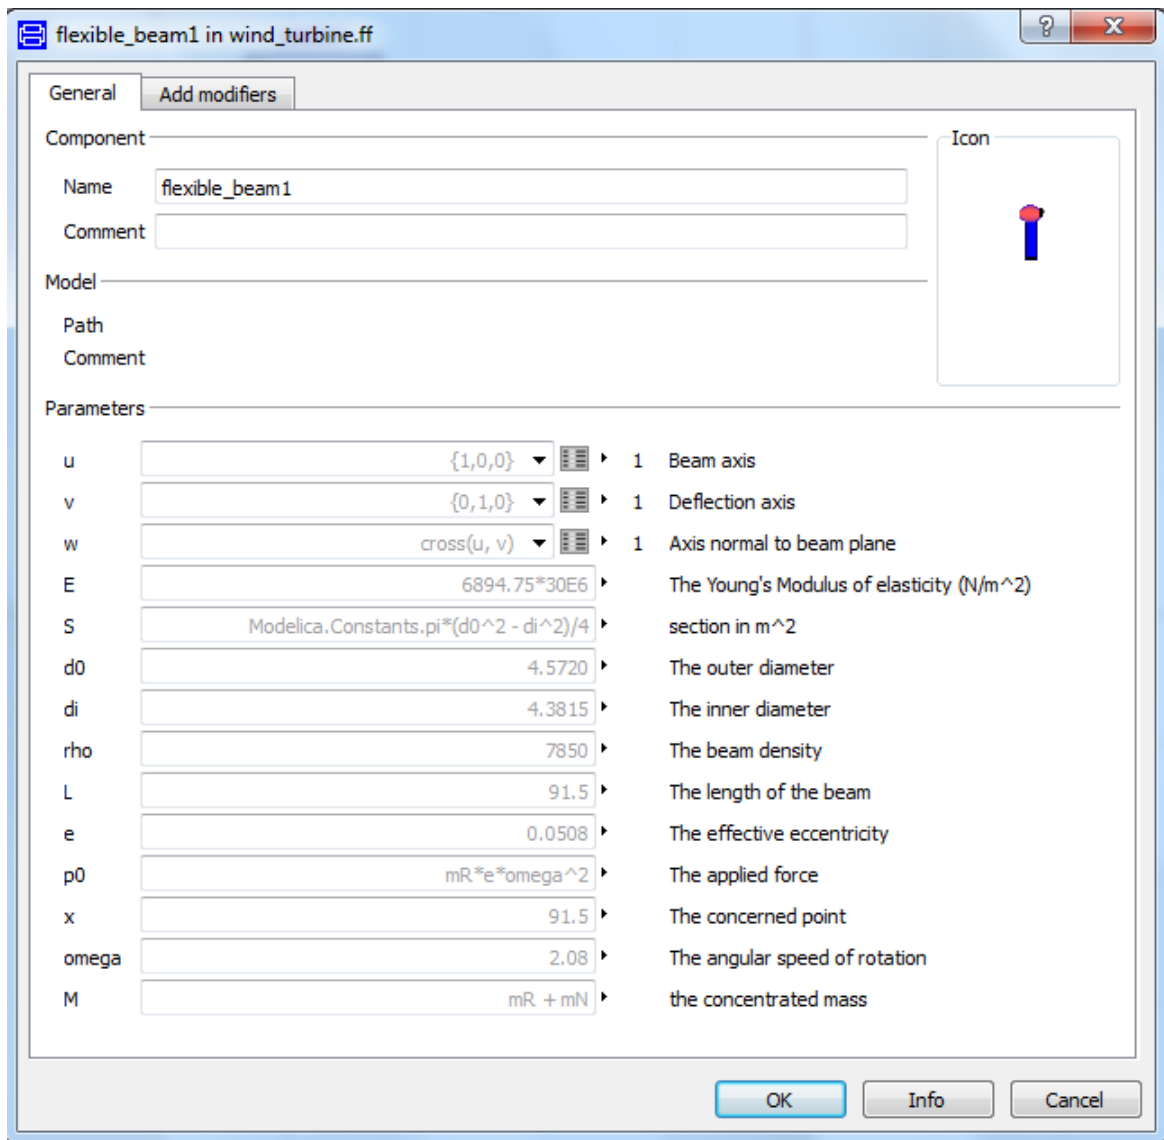 flexible_beam1 in wind_turbine.ff
General Add modifiers
Component
Icon
Name flexible_beam1
Comment
Model
Path
Comment
Parameters
u {1,0,0} 1 Beam axis
v {0,1,0} 1 Deflection axis
w cross(u, v) 1 Axis normal to beam plane
E 6894.75*30E6 The Young's Modulus of elasticity (N/m^2)
S Modelica.Constants.pi*(d0^2 - di^2)/4 section in m^2
d0 4.5720 The outer diameter
di 4.3815 The inner diameter
rho 7850 The beam density
L 91.5 The length of the beam
e 0.0508 The effective eccentricity
p0 mR*e*omega^2 The applied force
x 91.5 The concerned point
omega 2.08 The angular speed of rotation
M mR + mN the concentrated mass
OK Info Cancel